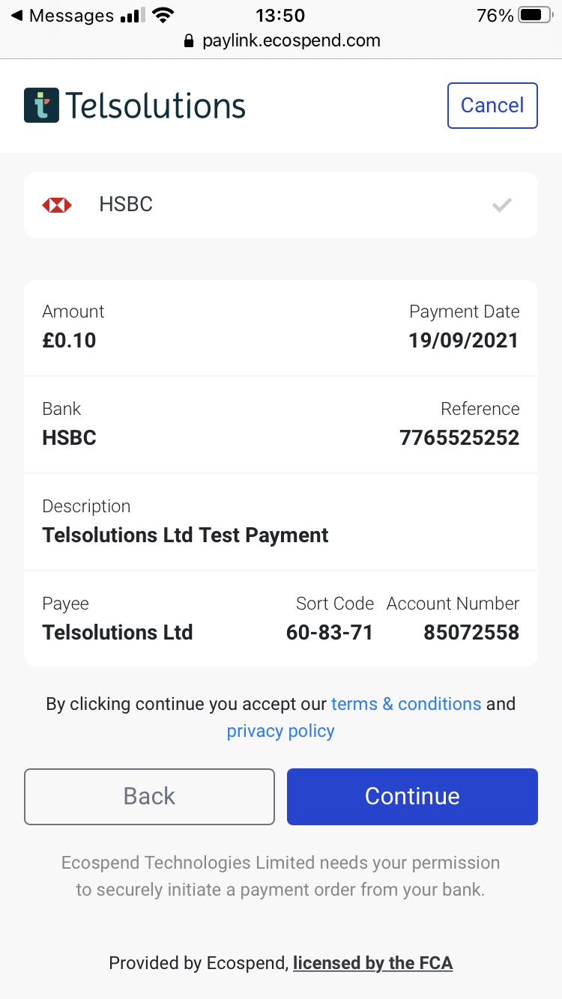 Messages 13:50 76%
paylink.ecospend.com
Telsolutions Cancel
HSBC
Amount Payment Date
£0.10 19/09/2021
Bank Reference
HSBC 7765525252
Description
Telsolutions Ltd Test Payment
Payee Sort Code Account Number
Telsolutions Ltd 60-83-71 85072558
By clicking continue you accept our terms & conditions and
privacy policy
Back Continue
Ecospend Technologies Limited needs your permission
to securely initiate a payment order from your bank.
Provided by Ecospend, licensed by the FCA